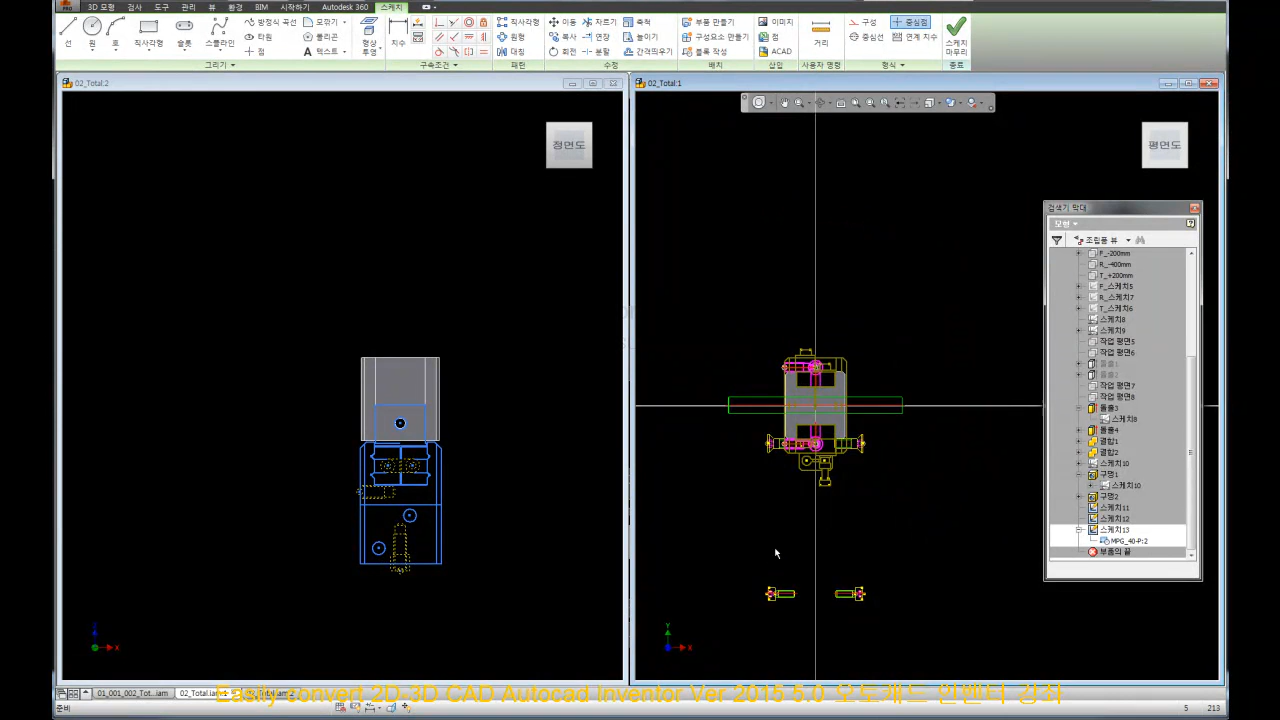 3D 모형 검사 도구 관리 뷰 환경 BIM 시작하기 Autodesk 360 스케치
방정식 곡선 모꾸기 직사각형 이동 자르기 축척 부품 만들기 이미지 구성 중심점
타원 폴리곤 원형 복사 연장 늘이기 구성요소 만들기 점 중심선 연계 치수
텍스트 대칭 회전 분할 간격띄우기 블록 작성 ACAD
선 원 호 직사각형 슬롯 스플라인 형상 투영 치수 거리 스케치 마무리
그리기 구속조건 패턴 수정 배치 삽입 사용자 명령 형식 종료
02_Total:2
02_Total:1
정면도
평면도
검색기 막대
모형
조립품 뷰
F_-200mm
R_-400mm
T_+200mm
F_스케치5
R_스케치7
T_스케치6
스케치8
스케치9
작업 평면5
작업 평면6
돌출1
돌출2
작업 평면7
작업 평면8
돌출3
스케치8
돌출4
결합1
결합2
스케치10
구멍1
스케치10
구멍2
스케치11
스케치12
스케치13
MPG_40-P:2
부품의 끝
Z
X
Y
X
01_001_002_Tot...iam
02_Total.iam:1
02_Total.iam:2
Easily convert 2D-3D CAD Autocad Inventor Ver 2015 5.0 오토캐드 인벤터 강좌
준비
5 213